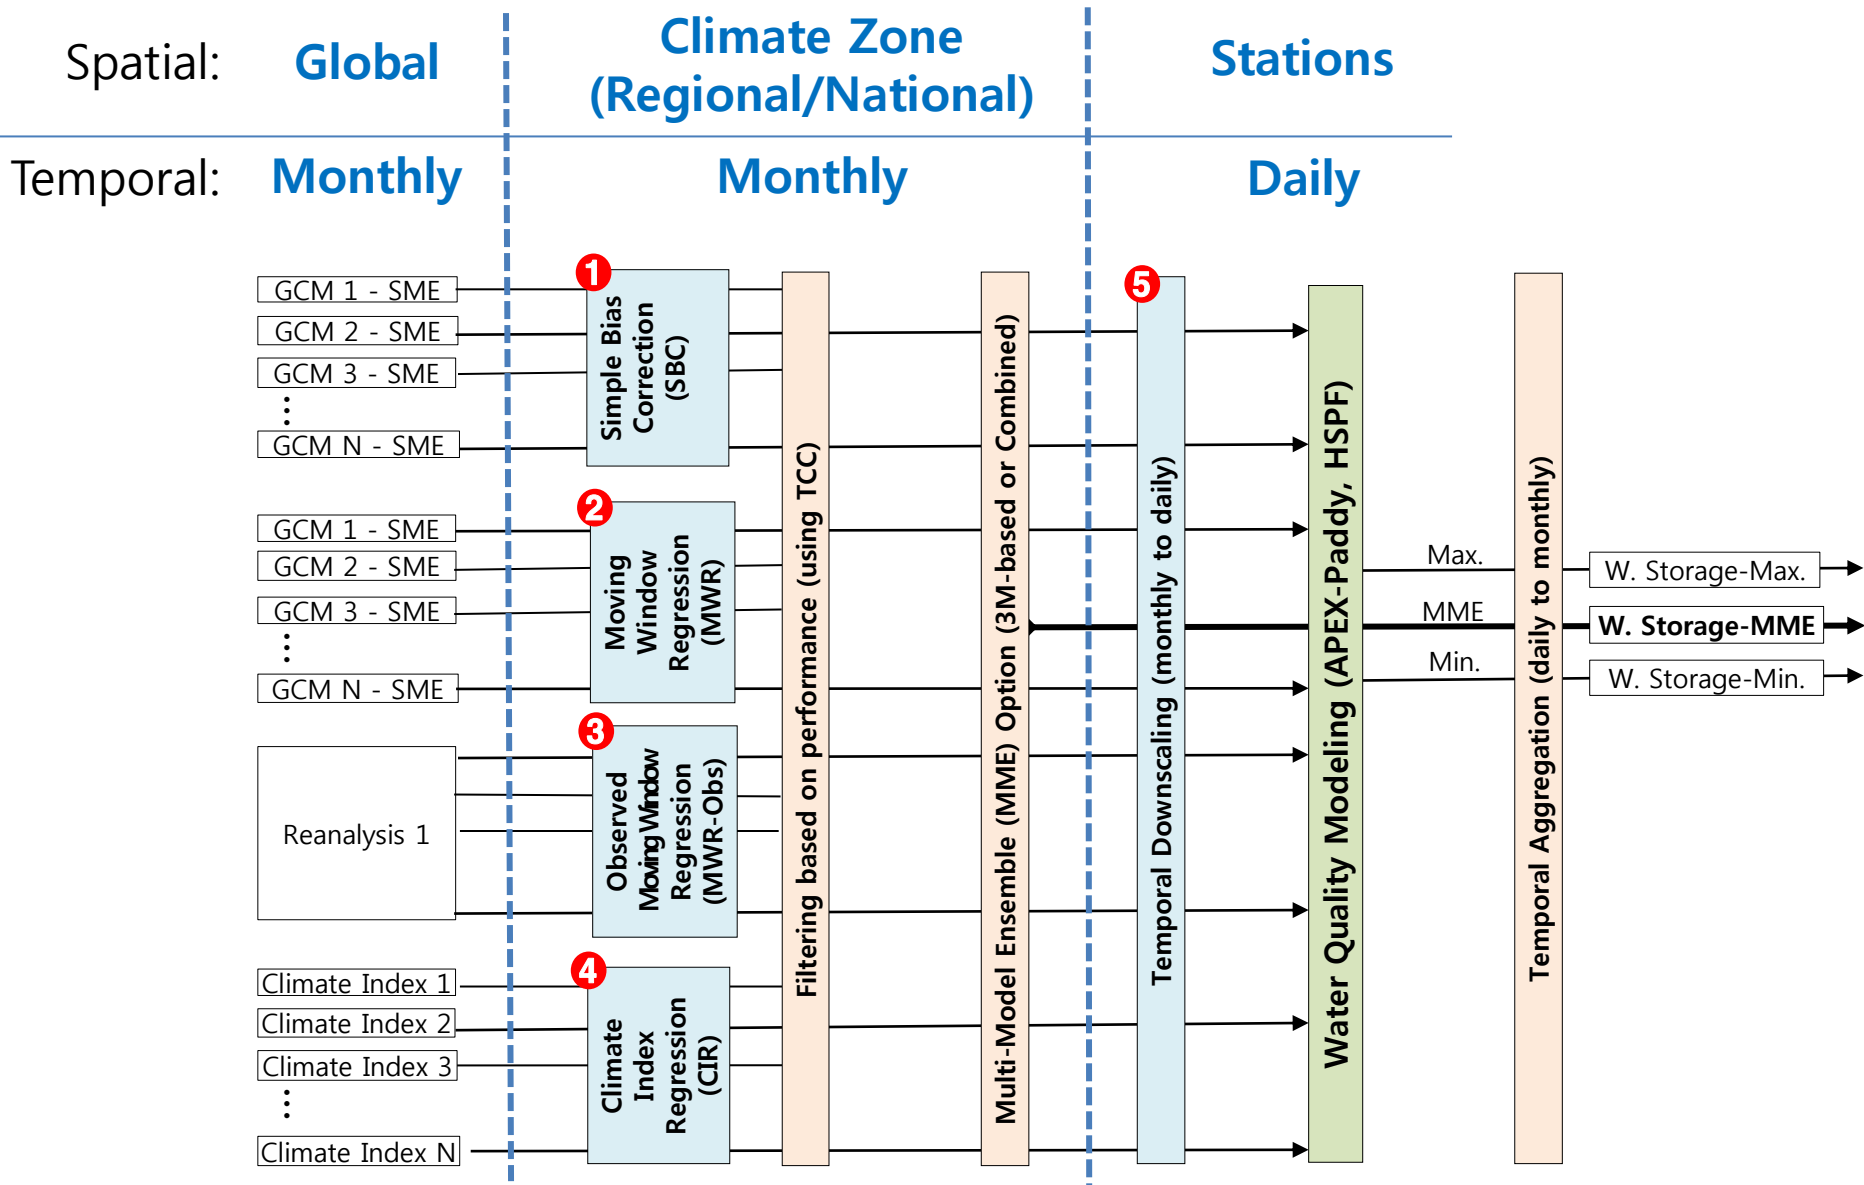 Spatial:
Global
Climate Zone
(Regional/National)
Stations
Temporal:
Monthly
Monthly
Daily
GCM 1 - SME
GCM 2 - SME
GCM 3 - SME
⋮
GCM N - SME
GCM 1 - SME
GCM 2 - SME
GCM 3 - SME
⋮
GCM N - SME
Reanalysis 1
Climate Index 1
Climate Index 2
Climate Index 3
⋮
Climate Index N
1
Simple Bias
Correction
(SBC)
2
Moving
Window
Regression
(MWR)
3
Observed
Moving Window
Regression
(MWR-Obs)
4
Climate
Index
Regression
(CIR)
Filtering based on performance (using TCC)
Multi-Model Ensemble (MME) Option (3M-based or Combined)
5
Temporal Downscaling (monthly to daily)
Water Quality Modeling (APEX-Paddy, HSPF)
Max.
MME
Min.
Temporal Aggregation (daily to monthly)
W. Storage-Max.
W. Storage-MME
W. Storage-Min.